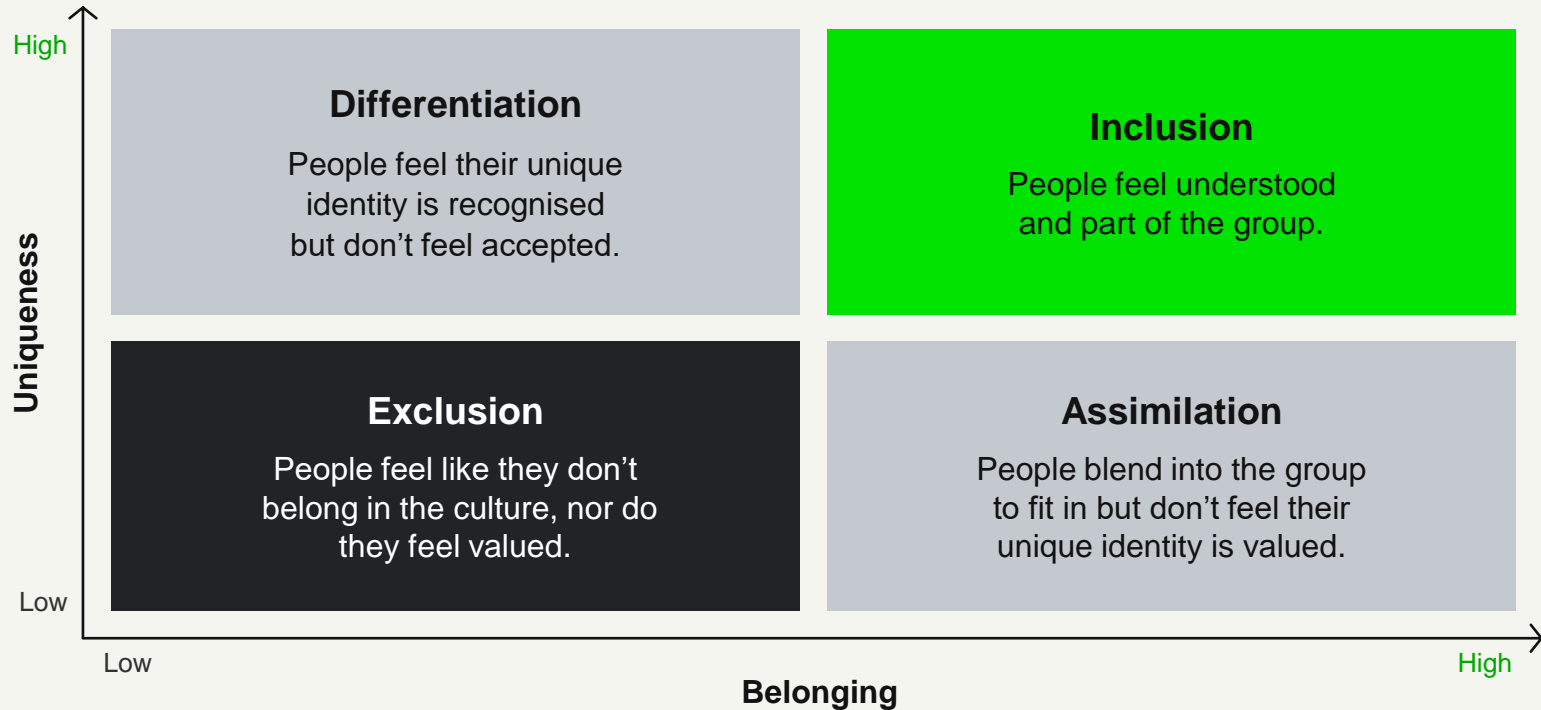 High
Differentiation
People feel their unique
identity is recognised
but don’t feel accepted.
Inclusion
People feel understood
and part of the group.
Uniqueness
Exclusion
People feel like they don’t
belong in the culture, nor do
they feel valued.
Assimilation
People blend into the group
to fit in but don’t feel their
unique identity is valued.
Low
Low
High
Belonging